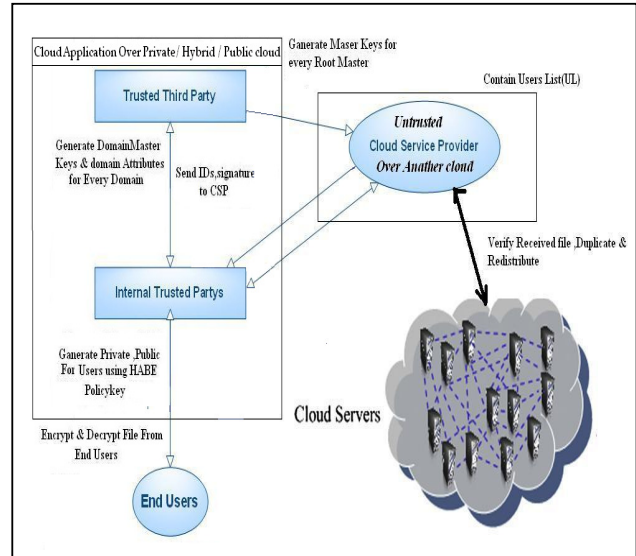 Cloud Application Over Private/ Hybrid / Public cloud
Ganerate Maser Keys for
every Root Master
Trusted Third Party
Contain Users List(UL)
Untrusted
Cloud Service Provider
Over Anather clond
Generate DomainMaster
Keys & domain Attributes
for Every Domain
Send IDs,signature
to CSP
Verify Received file ,Duplicate &
Redistribute
Internal Trusted Partys
Ganerate Private ,Public
For Users using HABE
Policykey
Cloud Servers
Encrypt & Decrypt File From
End Users
End Users